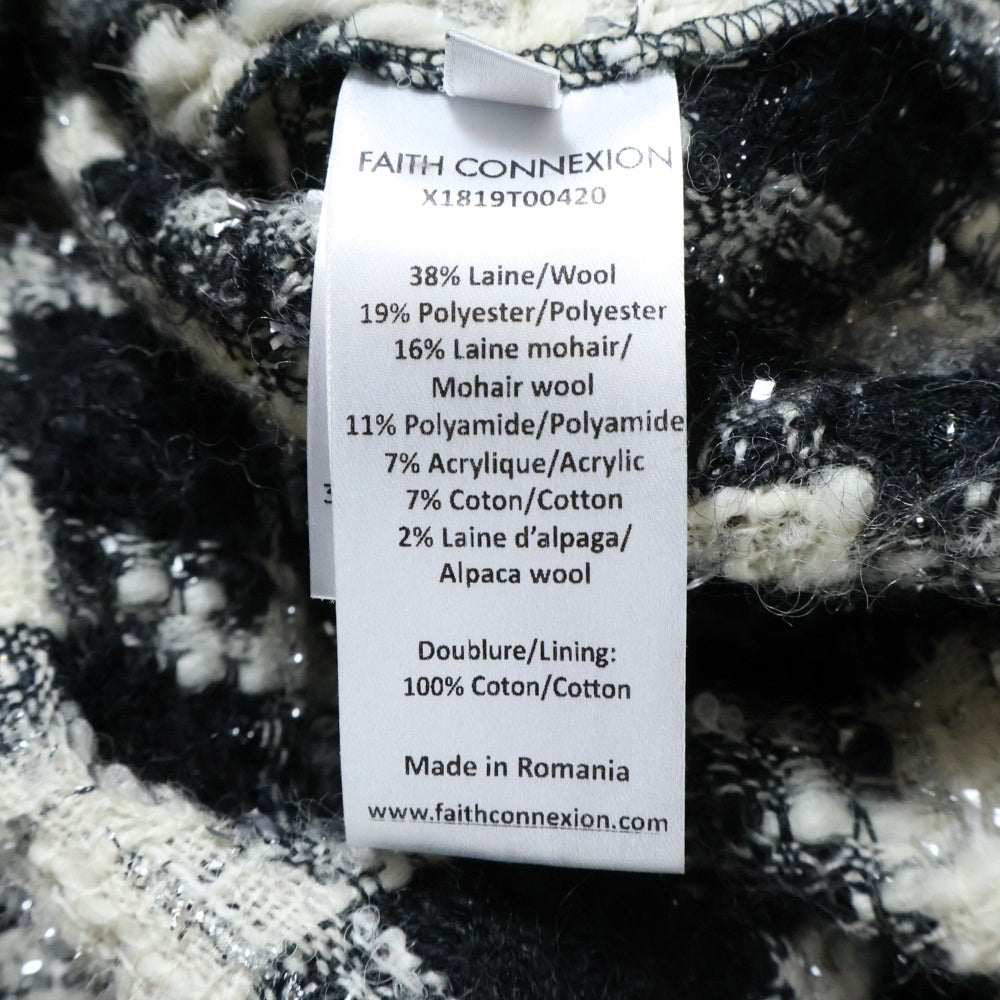 FAITH CONNEXION
X1819T00420
38% Laine/Wool
19% Polyester/Polyester
16% Laine mohair/
Mohair wool
11% Polyamide/Polyamide
7% Acrylique/Acrylic
7% Coton/Cotton
2% Laine d'alpaga/
Alpaca wool
Doublure/Lining:
100% Coton/Cotton
Made in Romania
www.faithconnexion.com